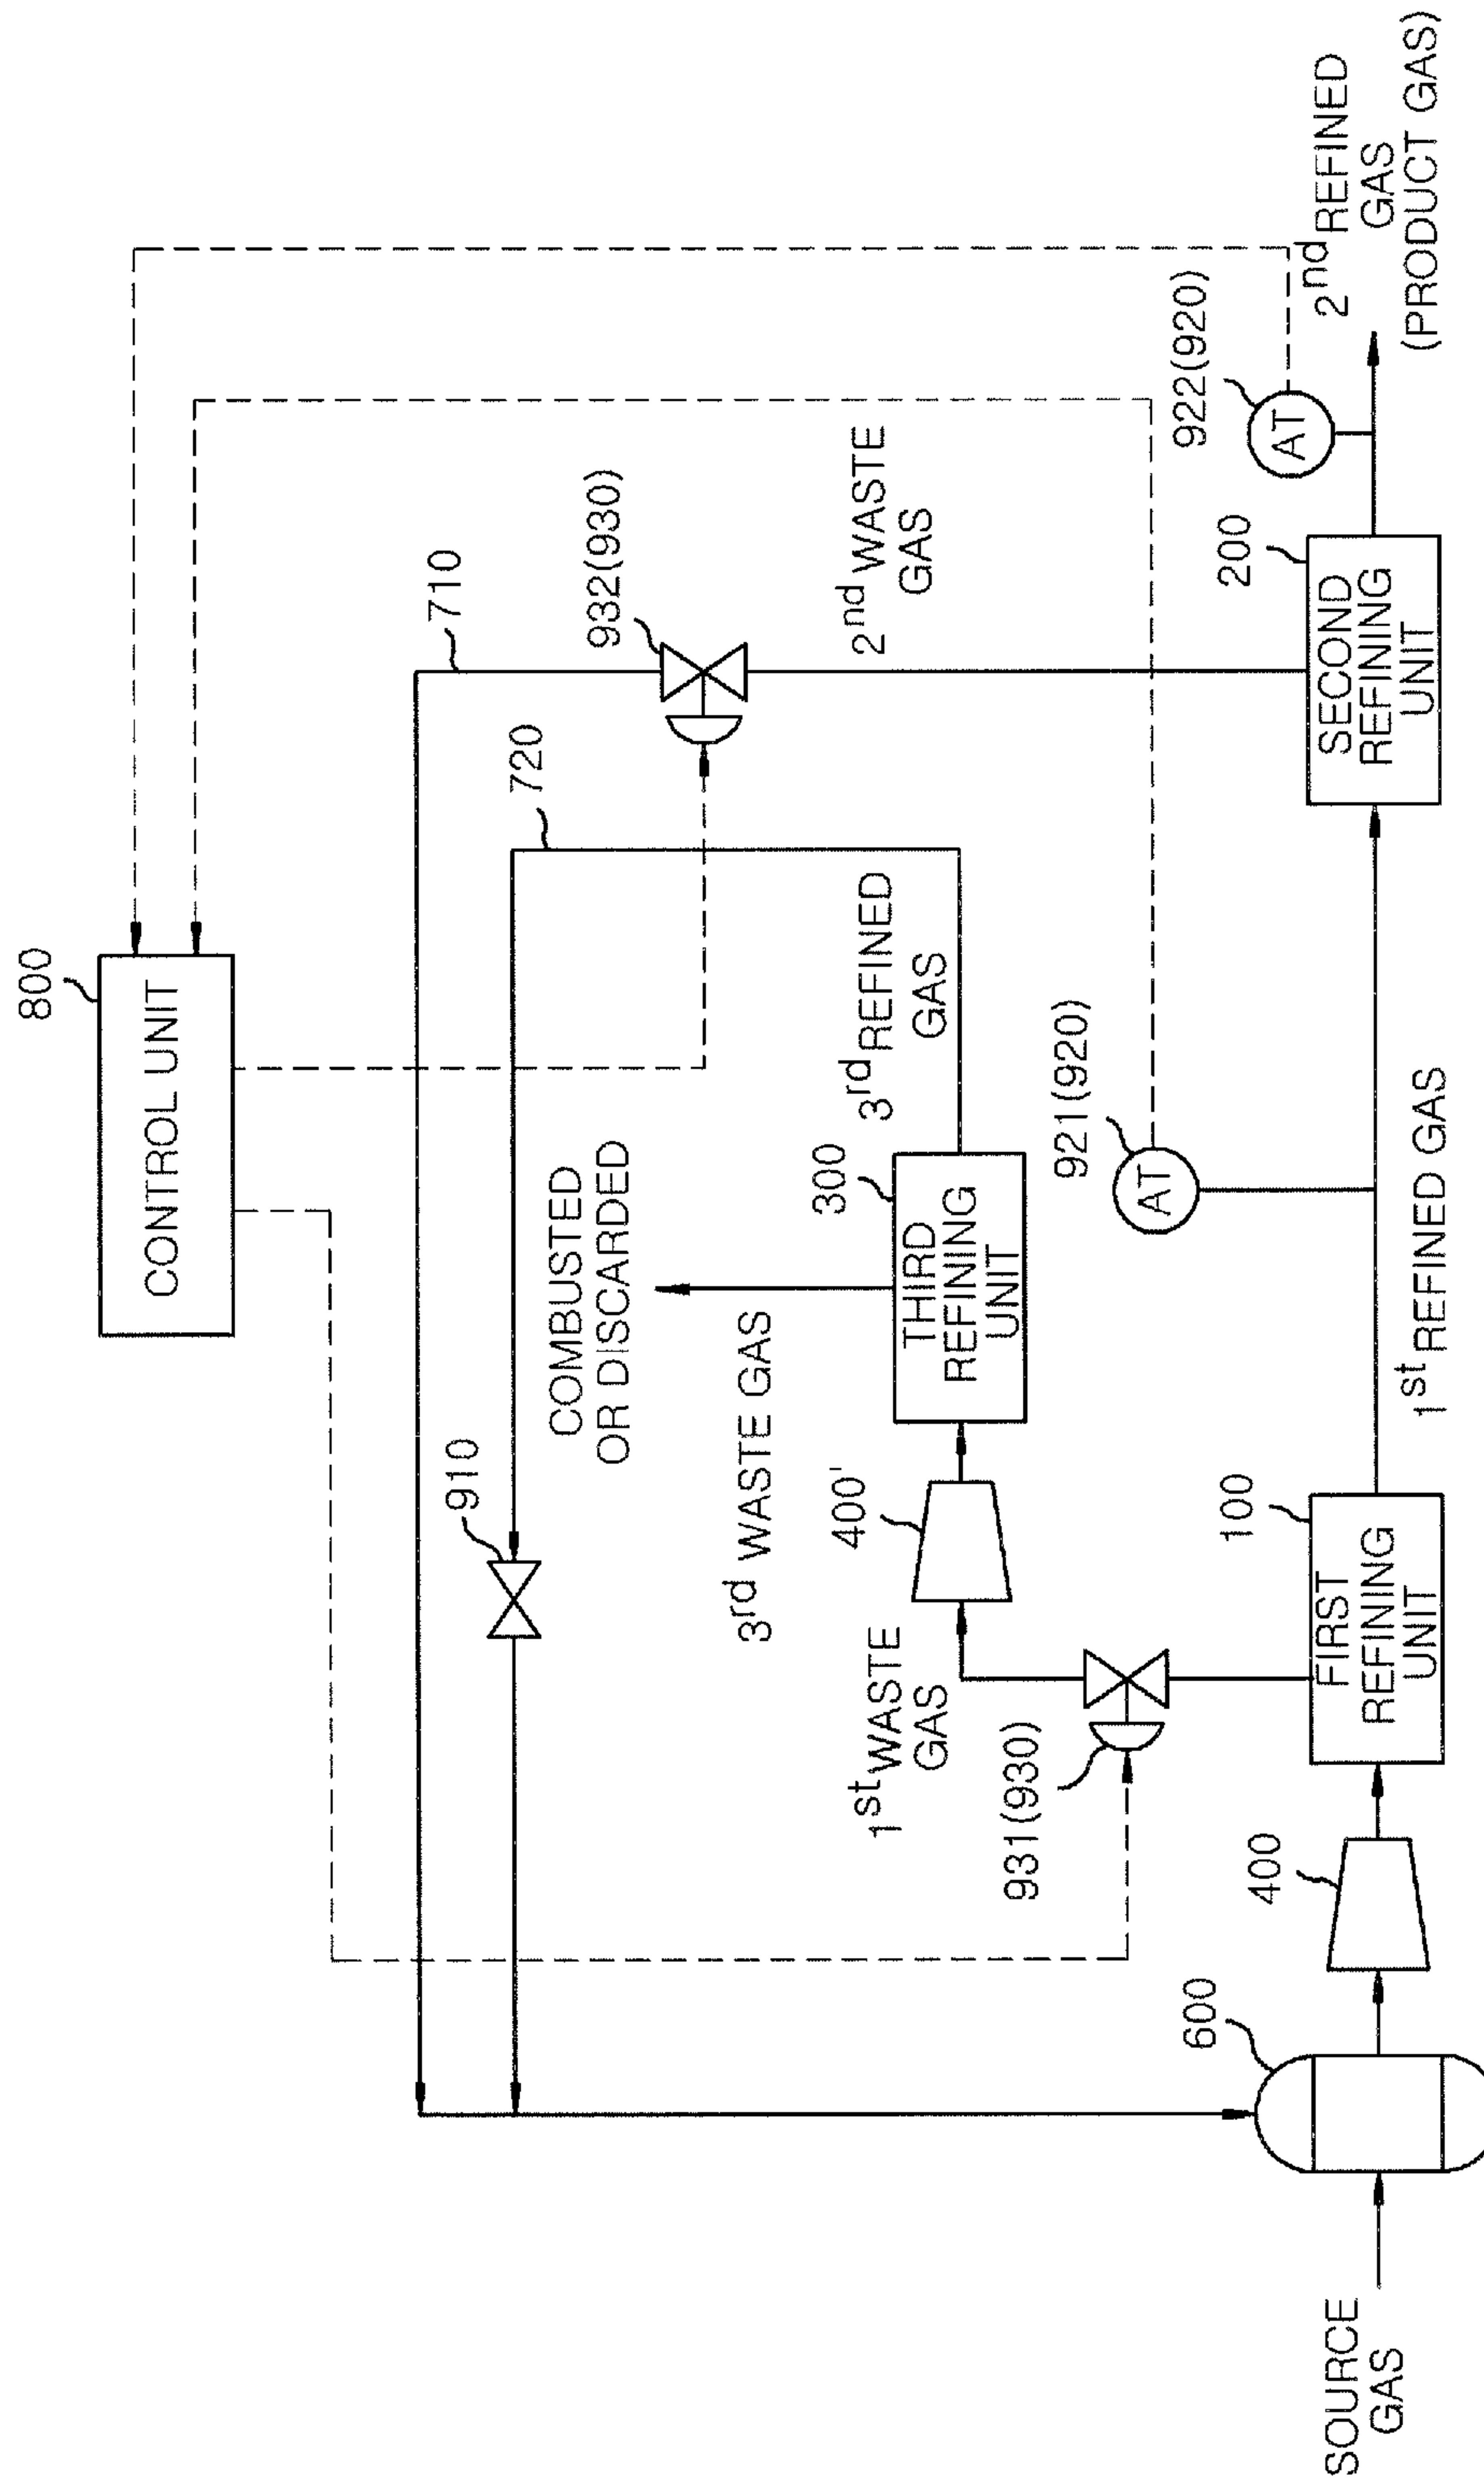 800
CONTROL UNIT
710
932(930)
2nd WASTE
GAS
922(920)
AT
2nd REFINED
GAS
(PRODUCT GAS)
720
910
COMBUSTED
OR DISCARDED
3rd WASTE GAS
3rd REFINED
GAS
300
THIRD
REFINING
UNIT
400'
1st WASTE
GAS
931(930)
921(920)
AT
200
SECOND
REFINING
UNIT
600
400
100
FIRST
REFINING
UNIT
1st REFINED GAS
SOURCE
GAS